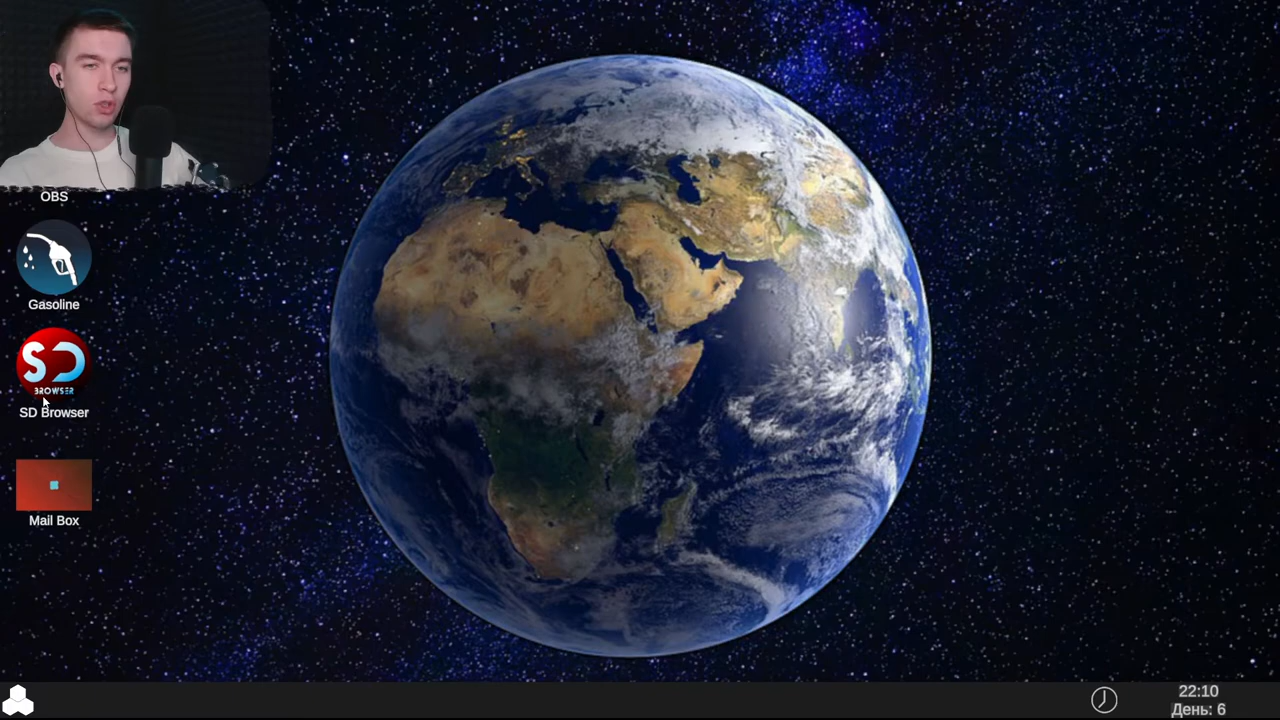 OBS
Gasoline
SD
BROWSER
SD Browser
Mail Box
22:10
День: 6